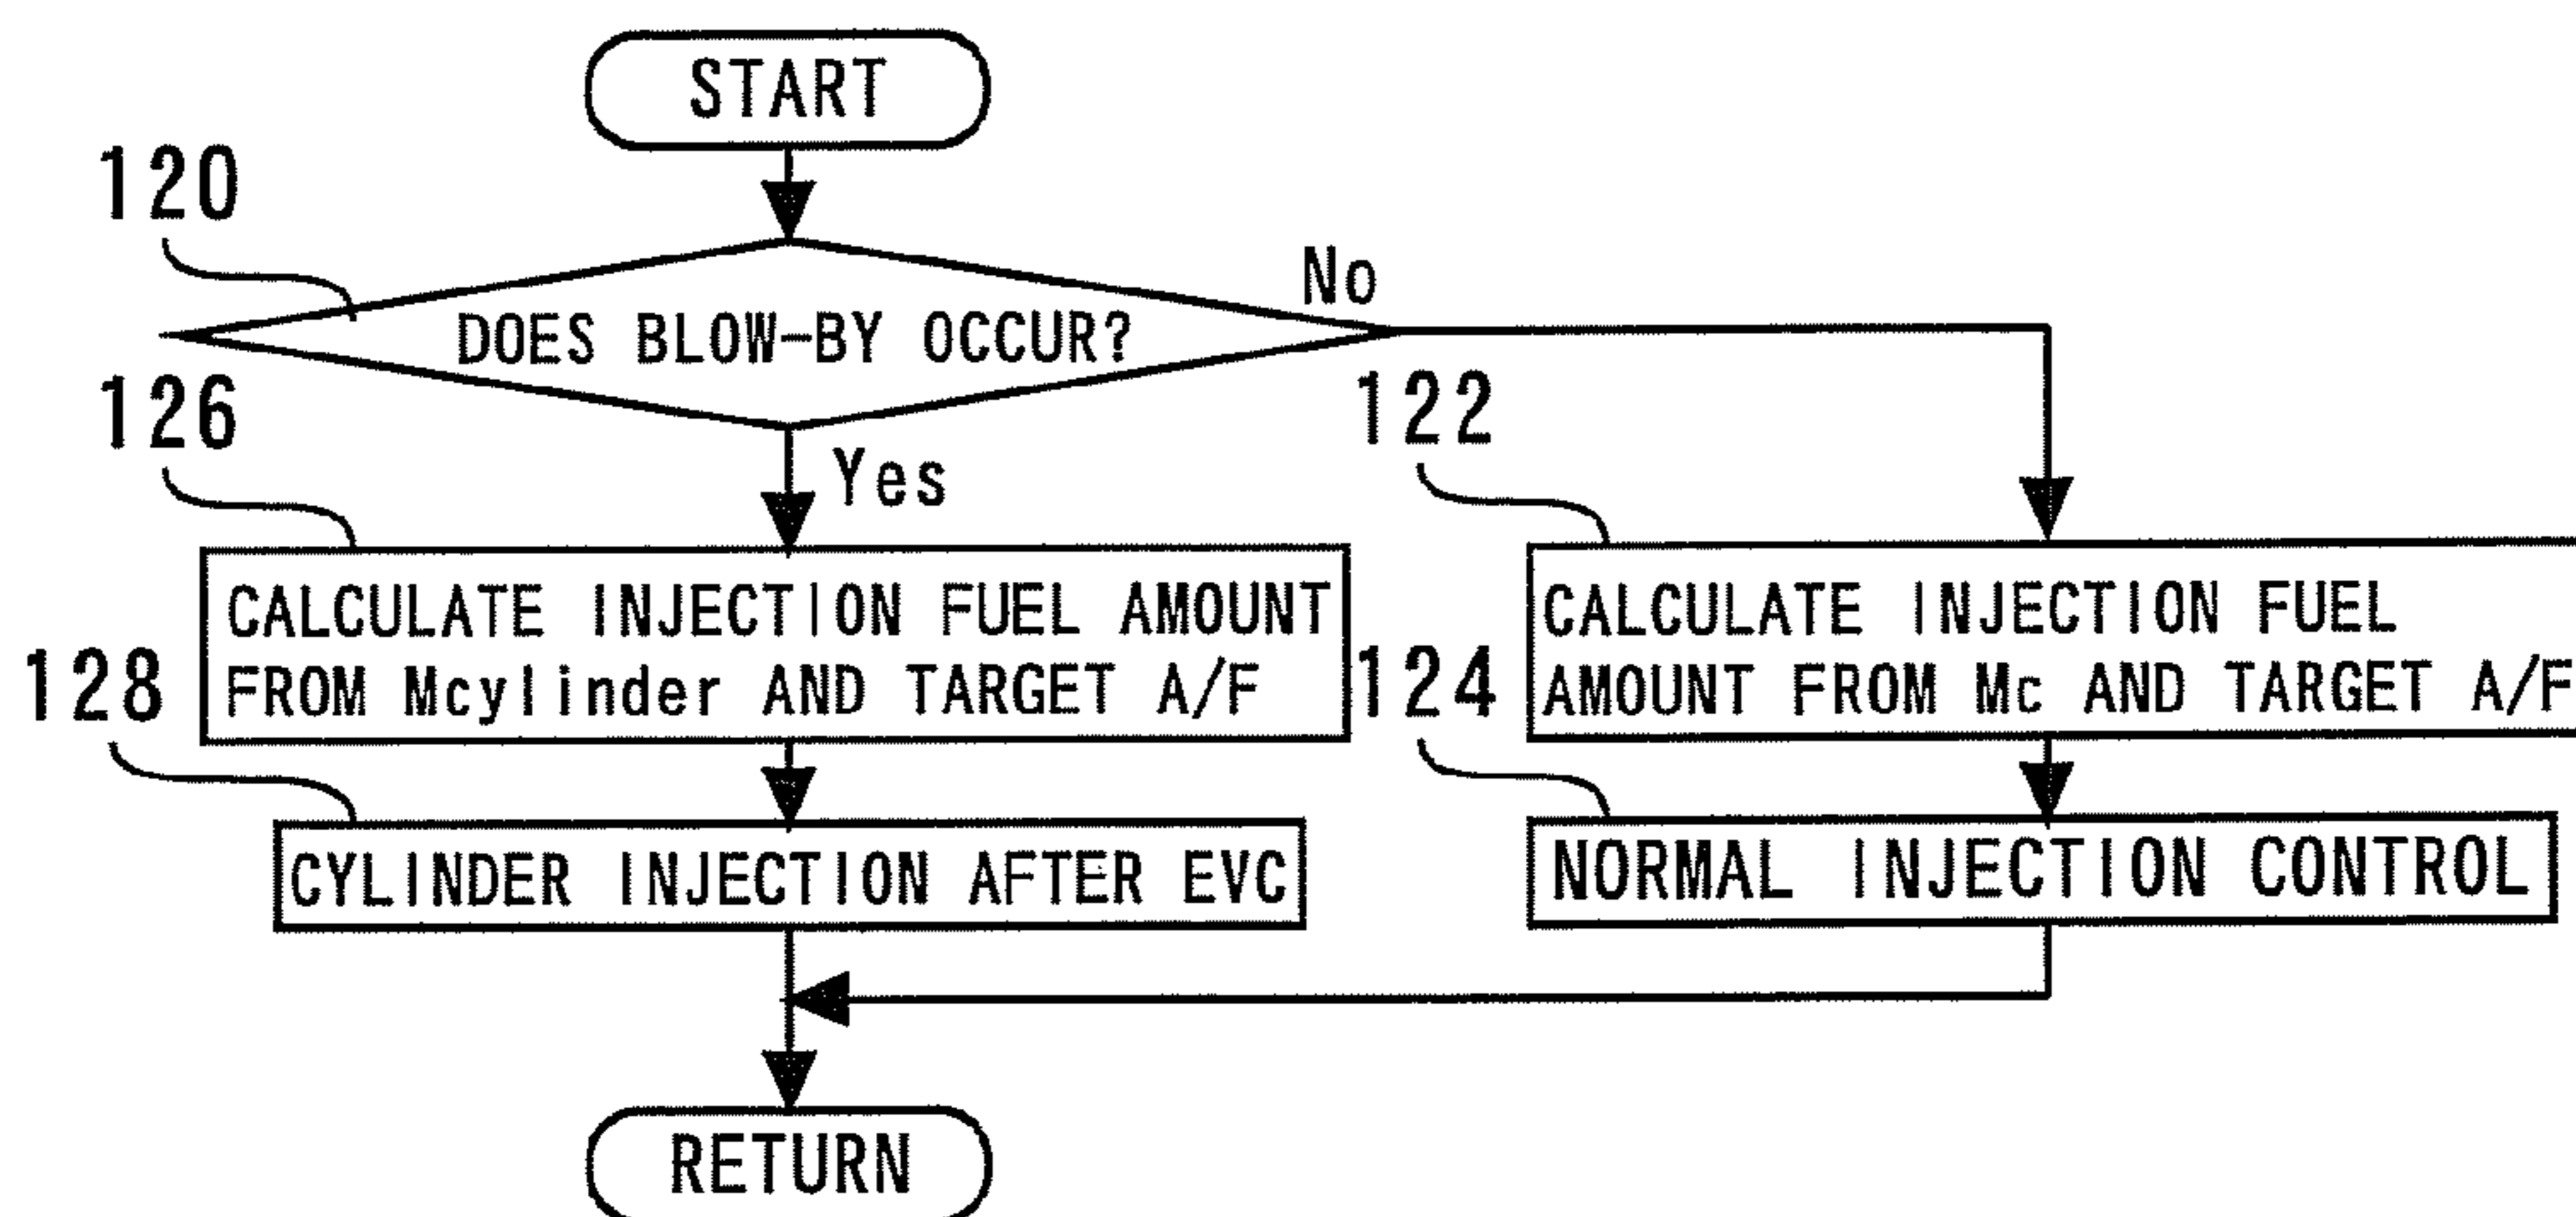 START
120
DOES BLOW-BY OCCUR?
No
Yes
126
CALCULATE INJECTION FUEL AMOUNT
FROM Mcylinder AND TARGET A/F
128
CYLINDER INJECTION AFTER EVC
122
CALCULATE INJECTION FUEL
AMOUNT FROM Mc AND TARGET A/F
124
NORMAL INJECTION CONTROL
RETURN